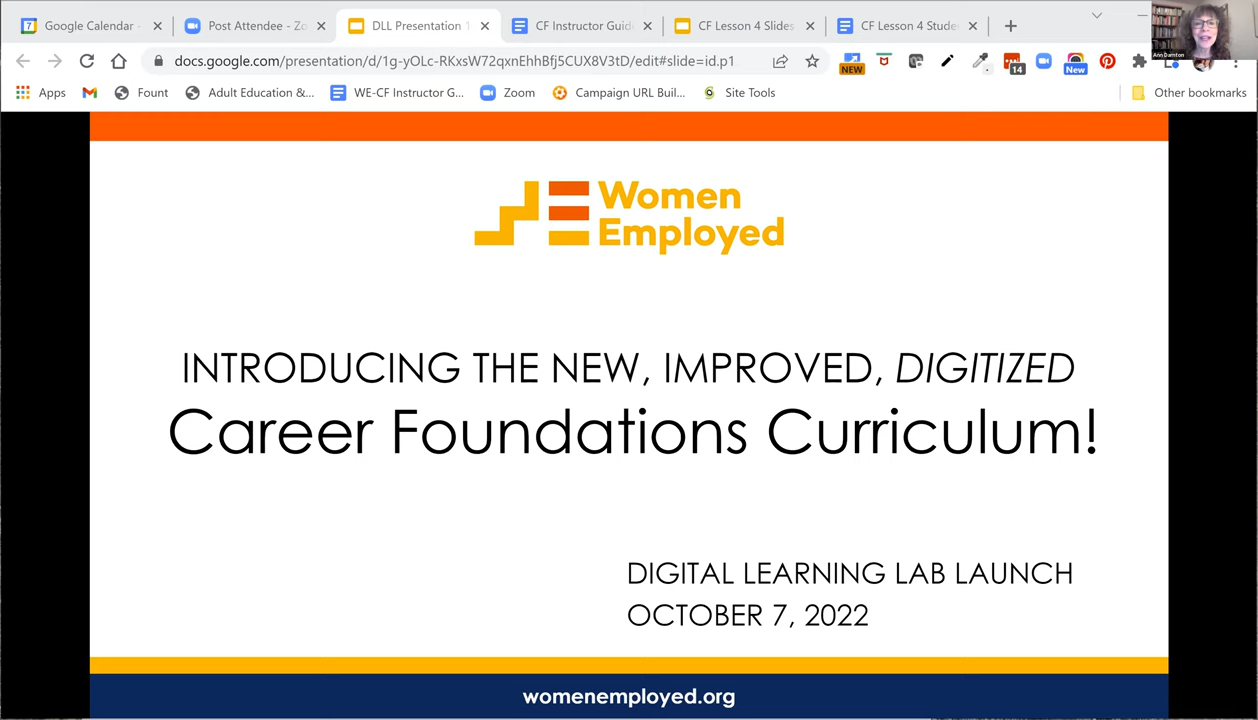 Google Calendar -
Post Attendee - Zo
DLL Presentation 1
CF Instructor Guid
CF Lesson 4 Slides
CF Lesson 4 Stude
docs.google.com/presentation/d/1g-yOLc-RKxsW72qxnEhhBfj5CUX8V3tD/edit#slide=id.p1
NEW
14
New
Apps
Fount
Adult Education &...
WE-CF Instructor G...
Zoom
Campaign URL Buil...
Site Tools
Other bookmarks
Ann Damton
Women
Employed
INTRODUCING THE NEW, IMPROVED, DIGITIZED
Career Foundations Curriculum!
DIGITAL LEARNING LAB LAUNCH
OCTOBER 7, 2022
womenemployed.org